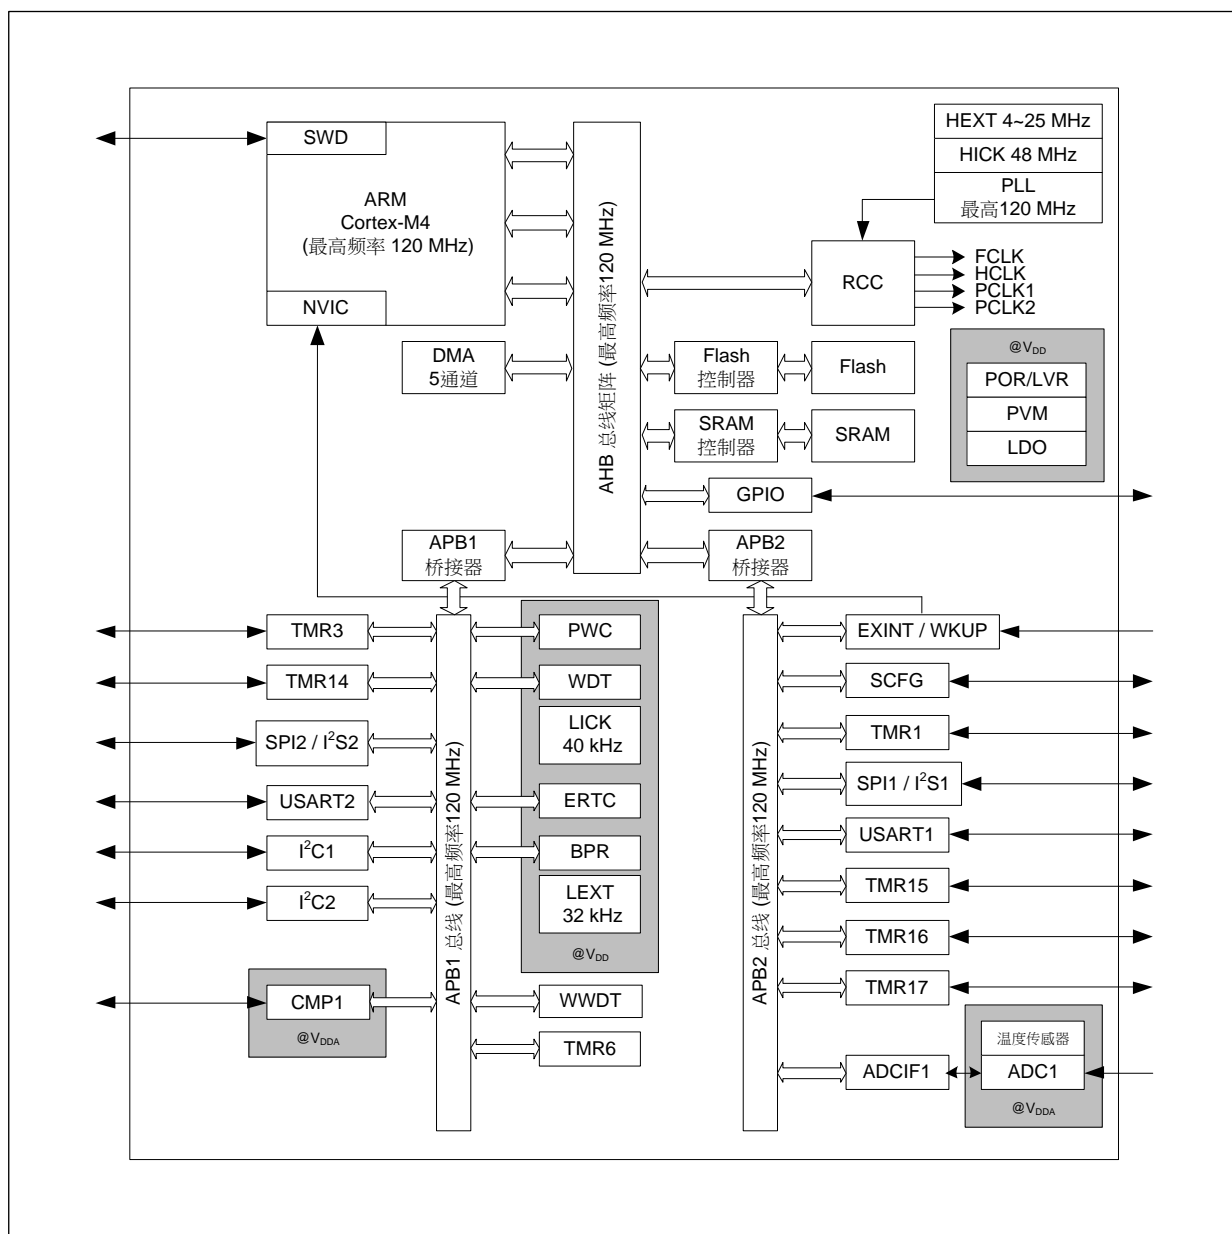 SWD
ARM
Cortex-M4
(最高频率 120 MHz)
NVIC
HEXT 4~25 MHz
HICK 48 MHz
PLL
最高120 MHz
RCC
FCLK
HCLK
PCLK1
PCLK2
AHB 总线矩阵 (最高频率120 MHz)
DMA
5通道
Flash
控制器
Flash
SRAM
控制器
SRAM
GPIO
@VDD
POR/LVR
PVM
LDO
APB1
桥接器
APB2
桥接器
APB1 总线 (最高频率120 MHz)
TMR3
TMR14
SPI2 / I²S2
USART2
I²C1
I²C2
CMP1
@VDDA
PWC
WDT
LICK
40 kHz
ERTC
BPR
LEXT
32 kHz
@VDD
WWDT
TMR6
APB2 总线 (最高频率120 MHz)
EXINT / WKUP
SCFG
TMR1
SPI1 / I²S1
USART1
TMR15
TMR16
TMR17
ADCIF1
温度传感器
ADC1
@VDDA